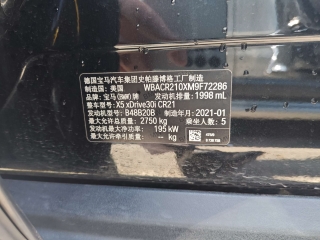 德国宝马汽车集团史帕腾博格工厂制造
制造国：美国 WBACR210XM9F72286
品牌：宝马(BMW)牌 发动机排量：1998 mL
整车型号：X5 xDrive30i CR21
发动机型号：B48B20B 制造年月：2021-01
最大允许总质量：2750 kg 乘坐人数：5
发动机最大净功率：195 kW
最大允许牵引质量：-- kg